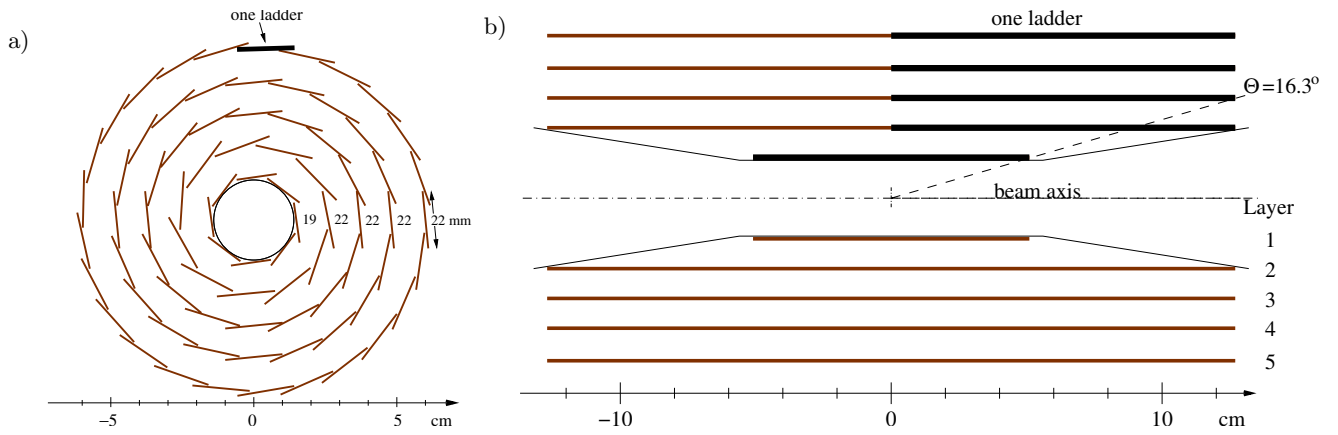 a)
one ladder
19 22 22 22 22 mm
−5 0 5 cm
b)
one ladder
Θ=16.3º
beam axis
Layer
1
2
3
4
5
−10 0 10 cm